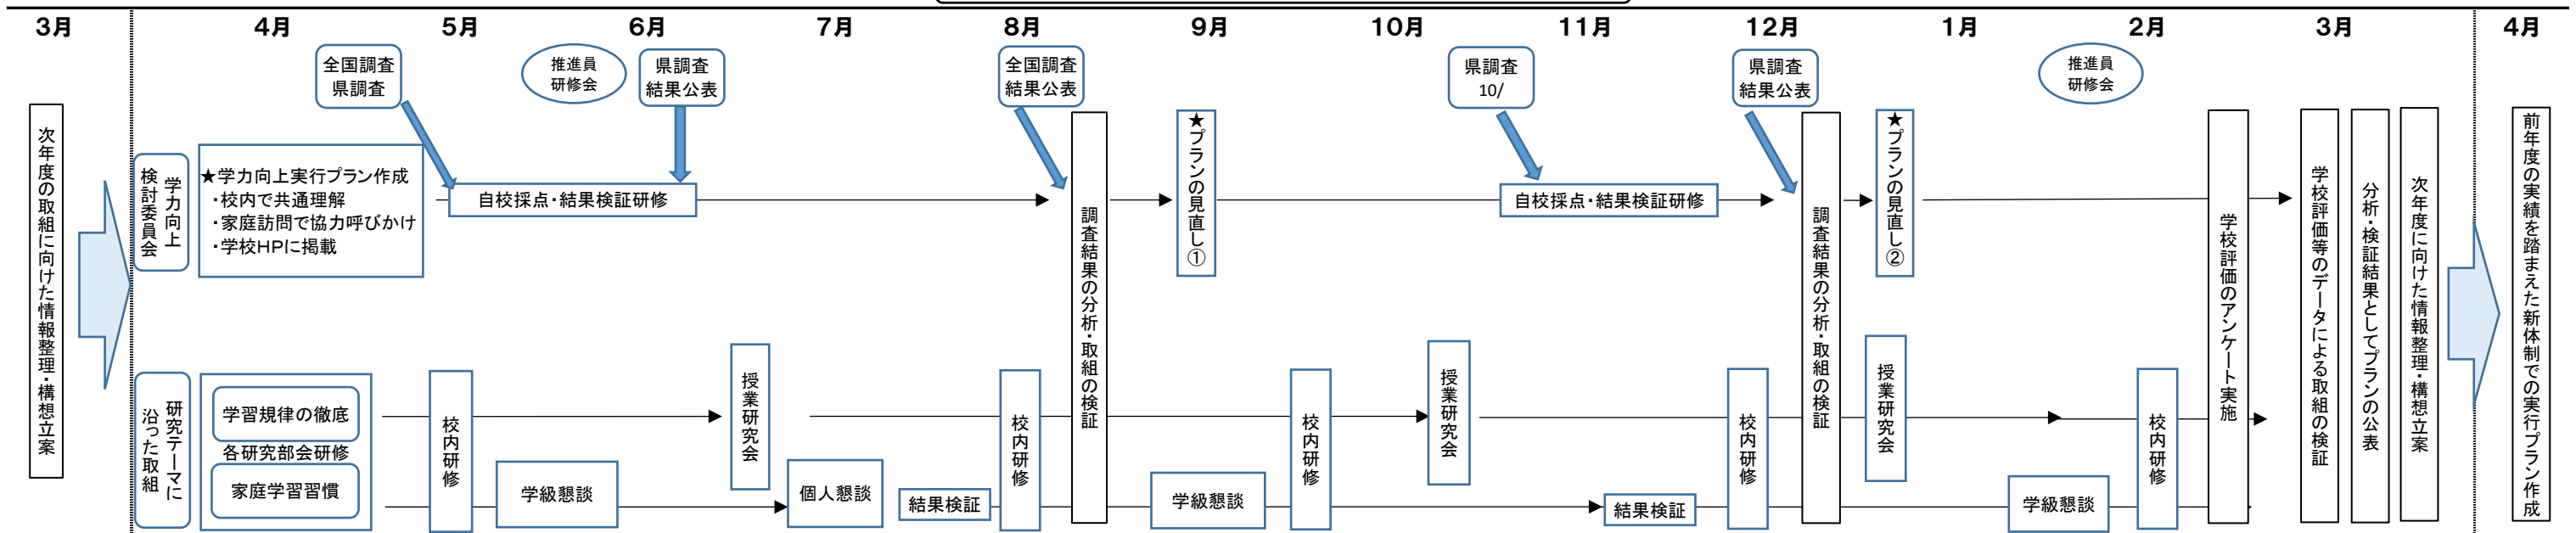 3月
4月
5月
6月
7月
8月
9月
10月
11月
12月
1月
2月
3月
4月
全国調査
県調査
推進員
研修会
県調査
結果公表
全国調査
結果公表
県調査
10/
県調査
結果公表
推進員
研修会
次年度の取組に向けた情報整理・構想立案
学力向上
検討委員会
★学力向上実行プラン作成
・校内で共通理解
・家庭訪問で協力呼びかけ
・学校HPに掲載
自校採点・結果検証研修
調査結果の分析・取組の検証
★プランの見直し①
自校採点・結果検証研修
調査結果の分析・取組の検証
★プランの見直し②
学校評価のアンケート実施
学校評価等のデータによる取組の検証
分析・検証結果としてプランの公表
次年度に向けた情報整理・構想立案
前年度の実績を踏まえた新体制での実行プラン作成
研究テーマに
沿った取組
学習規律の徹底
各研究部会研修
家庭学習習慣
校内研修
学級懇談
授業研究会
個人懇談
結果検証
校内研修
学級懇談
校内研修
授業研究会
結果検証
校内研修
授業研究会
学級懇談
校内研修